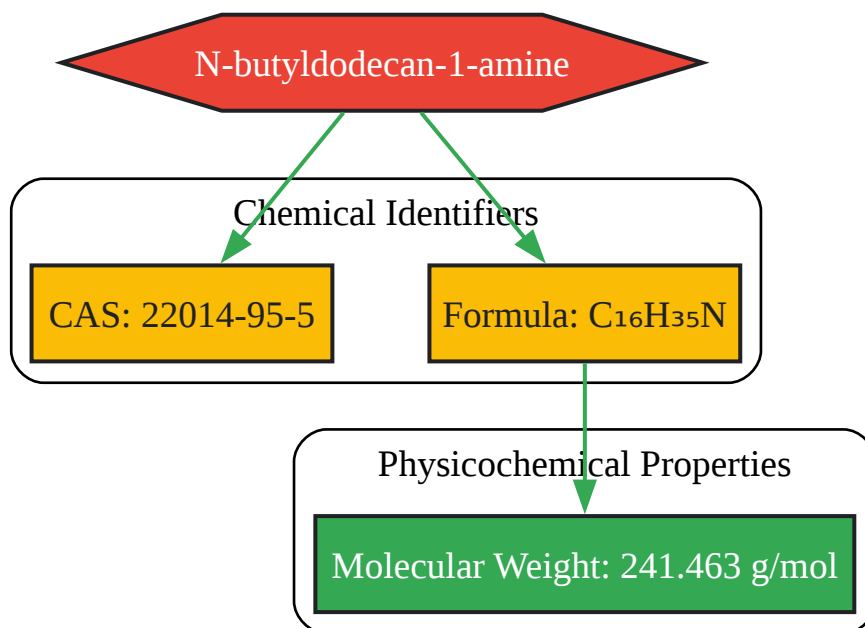 N-butyldodecan-1-amine
Chemical Identifiers
CAS: 22014-95-5
Formula: C₁₆H₃₅N
Physicochemical Properties
Molecular Weight: 241.463 g/mol